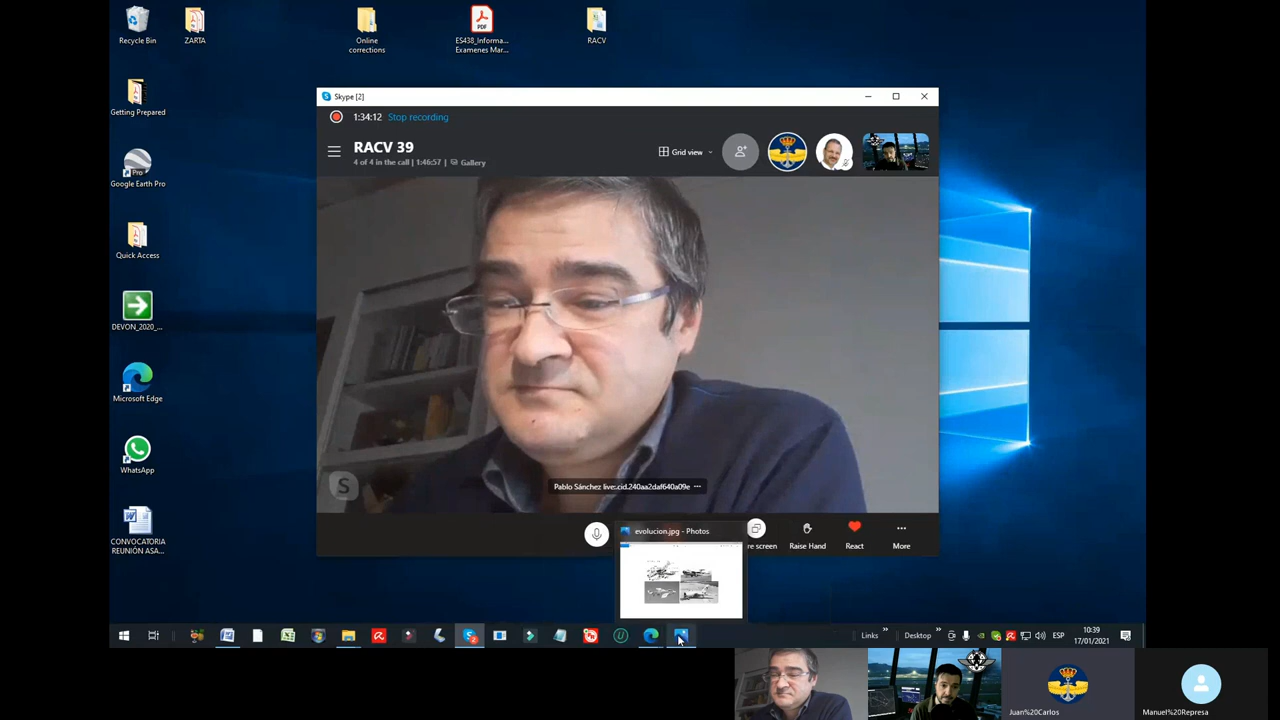 Recycle Bin
ZARTA
Online
corrections
ES438_Informa...
Examenes Mar...
RACV
PDF
Getting Prepared
Pro
Google Earth Pro
Quick Access
DEVON_2020_...
Microsoft Edge
WhatsApp
CONVOCATORIA
REUNIÓN ASA...
Skype [2]
1:34:12 Stop recording
RACV 39
4 of 4 in the call | 1:46:57 | Gallery
Grid view
Pablo Sánchez live:cid.240aa2daf640a09e ...
evolucion.jpg - Photos
re screen
Raise Hand
React
More
Links
Desktop
ESP
10:39
17/01/2021
Juan%20Carlos
Manuel%20Represa